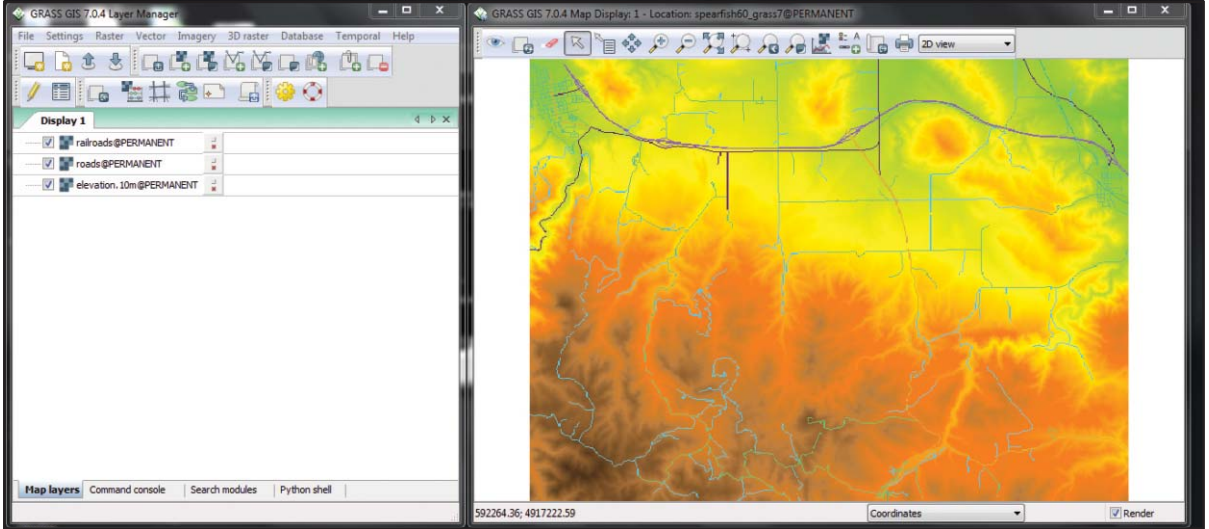 GRASS GIS 7.0.4 Layer Manager
File Settings Raster Vector Imagery 3D raster Database Temporal Help
Display 1
railroads@PERMANENT
roads@PERMANENT
elevation.10m@PERMANENT
Map layers Command console Search modules Python shell
GRASS GIS 7.0.4 Map Display: 1 - Location: spearfish60_grass7@PERMANENT
2D view
592264.36; 4917222.59
Coordinates
Render